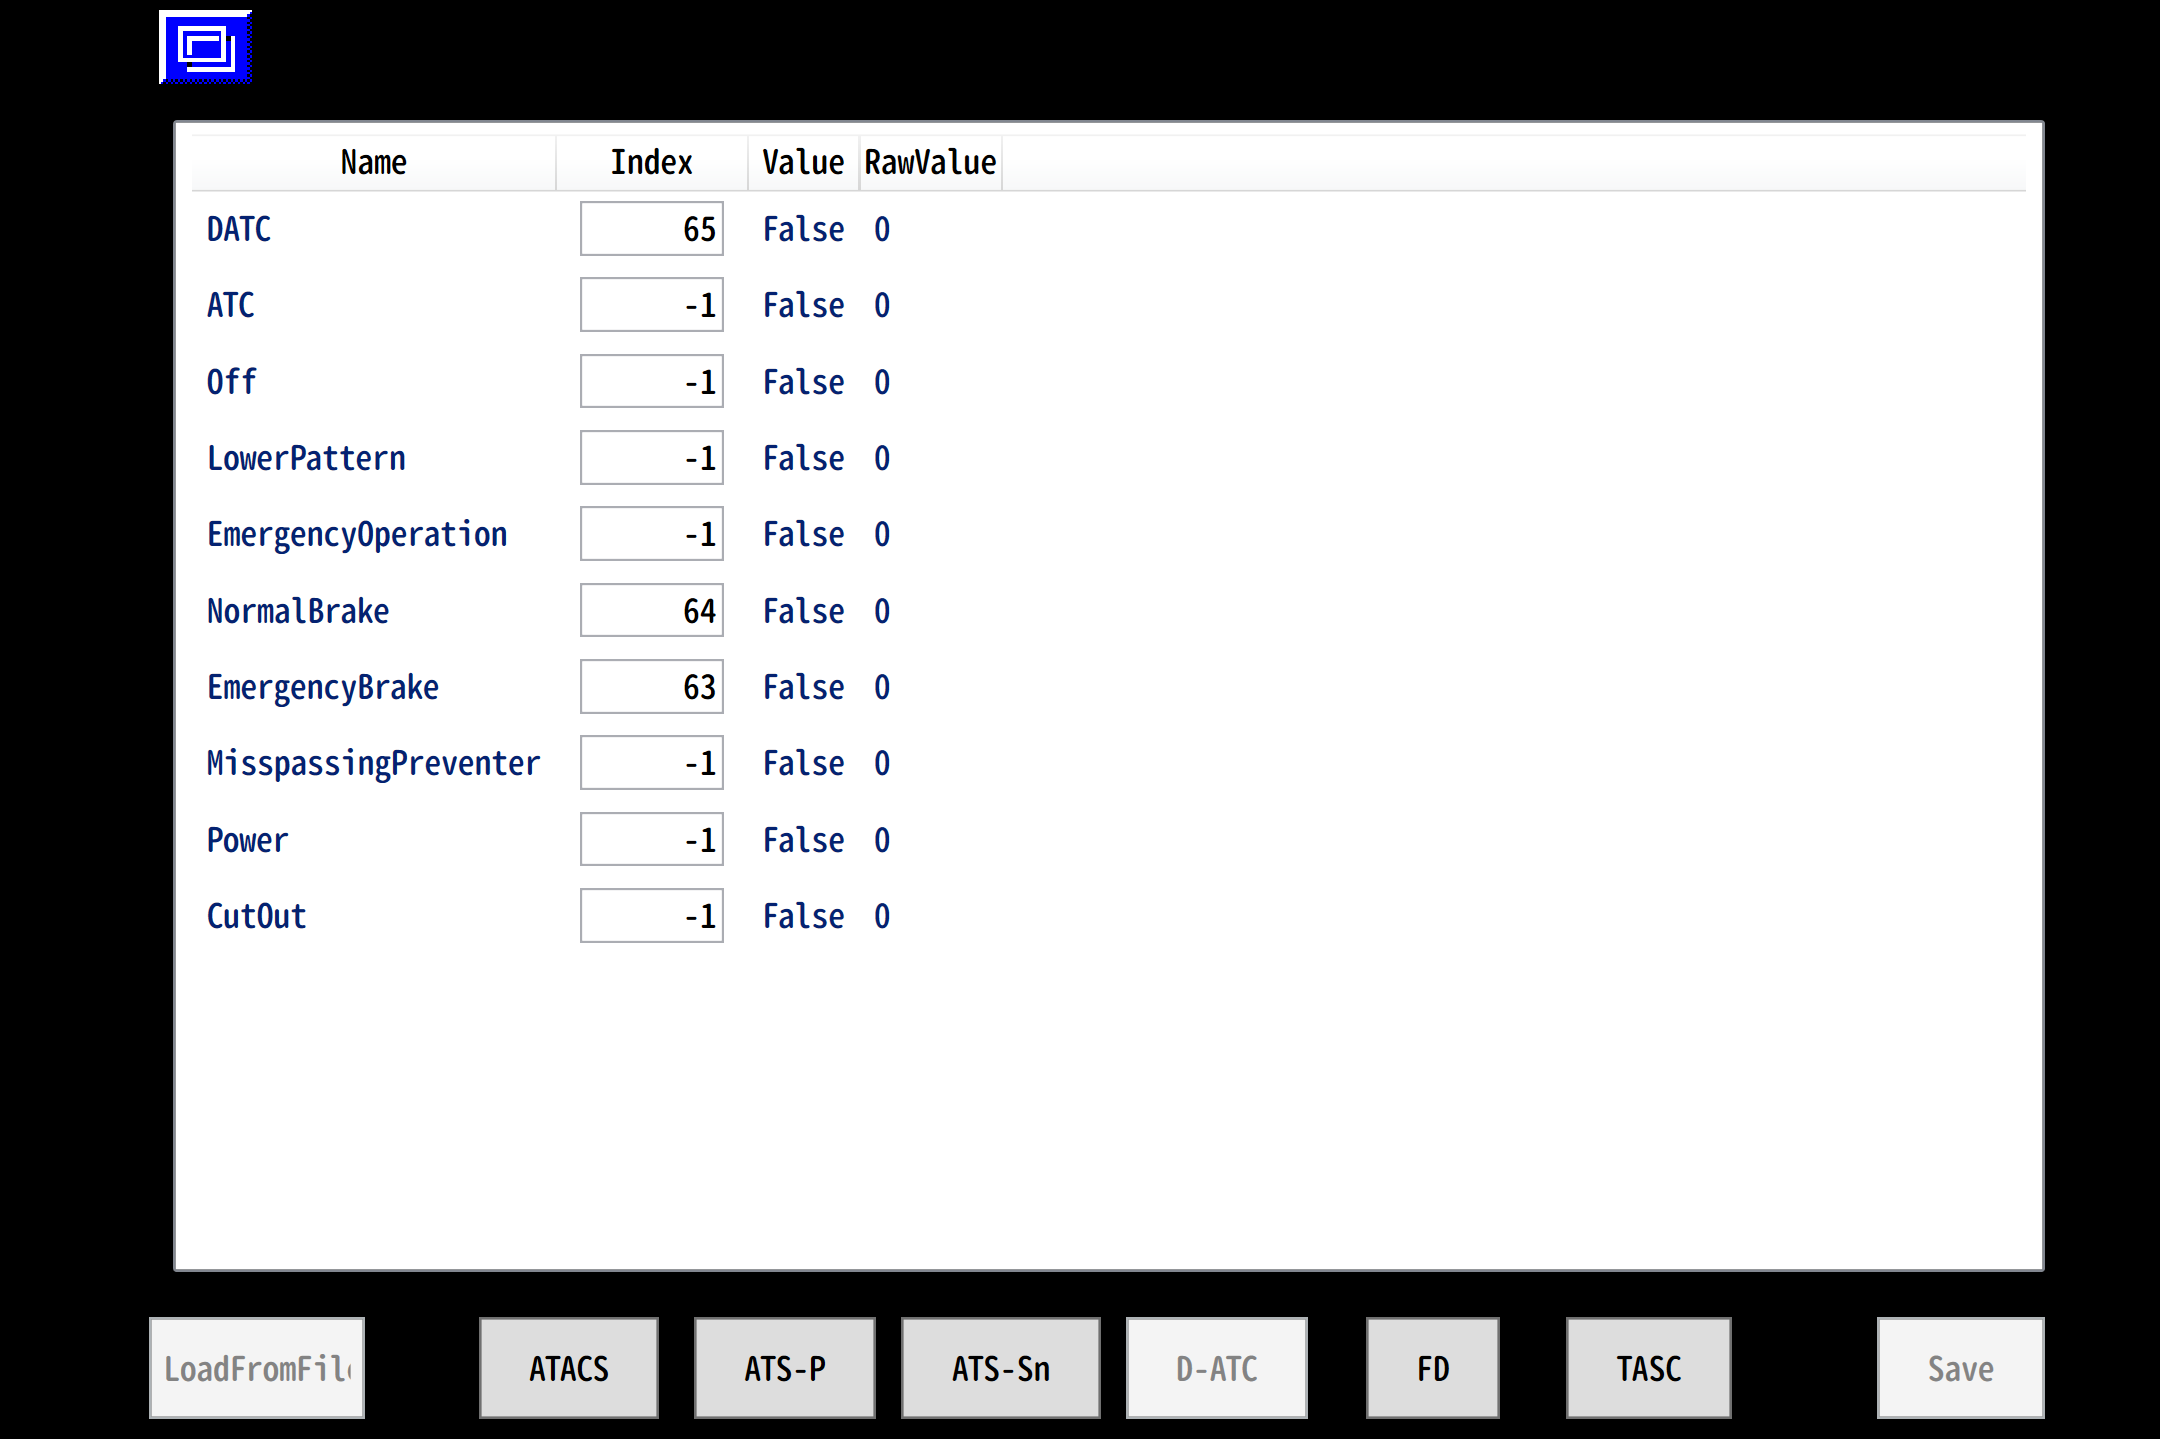 Name Index Value RawValue
DATC 65 False 0
ATC -1 False 0
Off -1 False 0
LowerPattern -1 False 0
EmergencyOperation -1 False 0
NormalBrake 64 False 0
EmergencyBrake 63 False 0
MisspassingPreventer -1 False 0
Power -1 False 0
CutOut -1 False 0
LoadFromFile ATACS ATS-P ATS-Sn D-ATC FD TASC Save